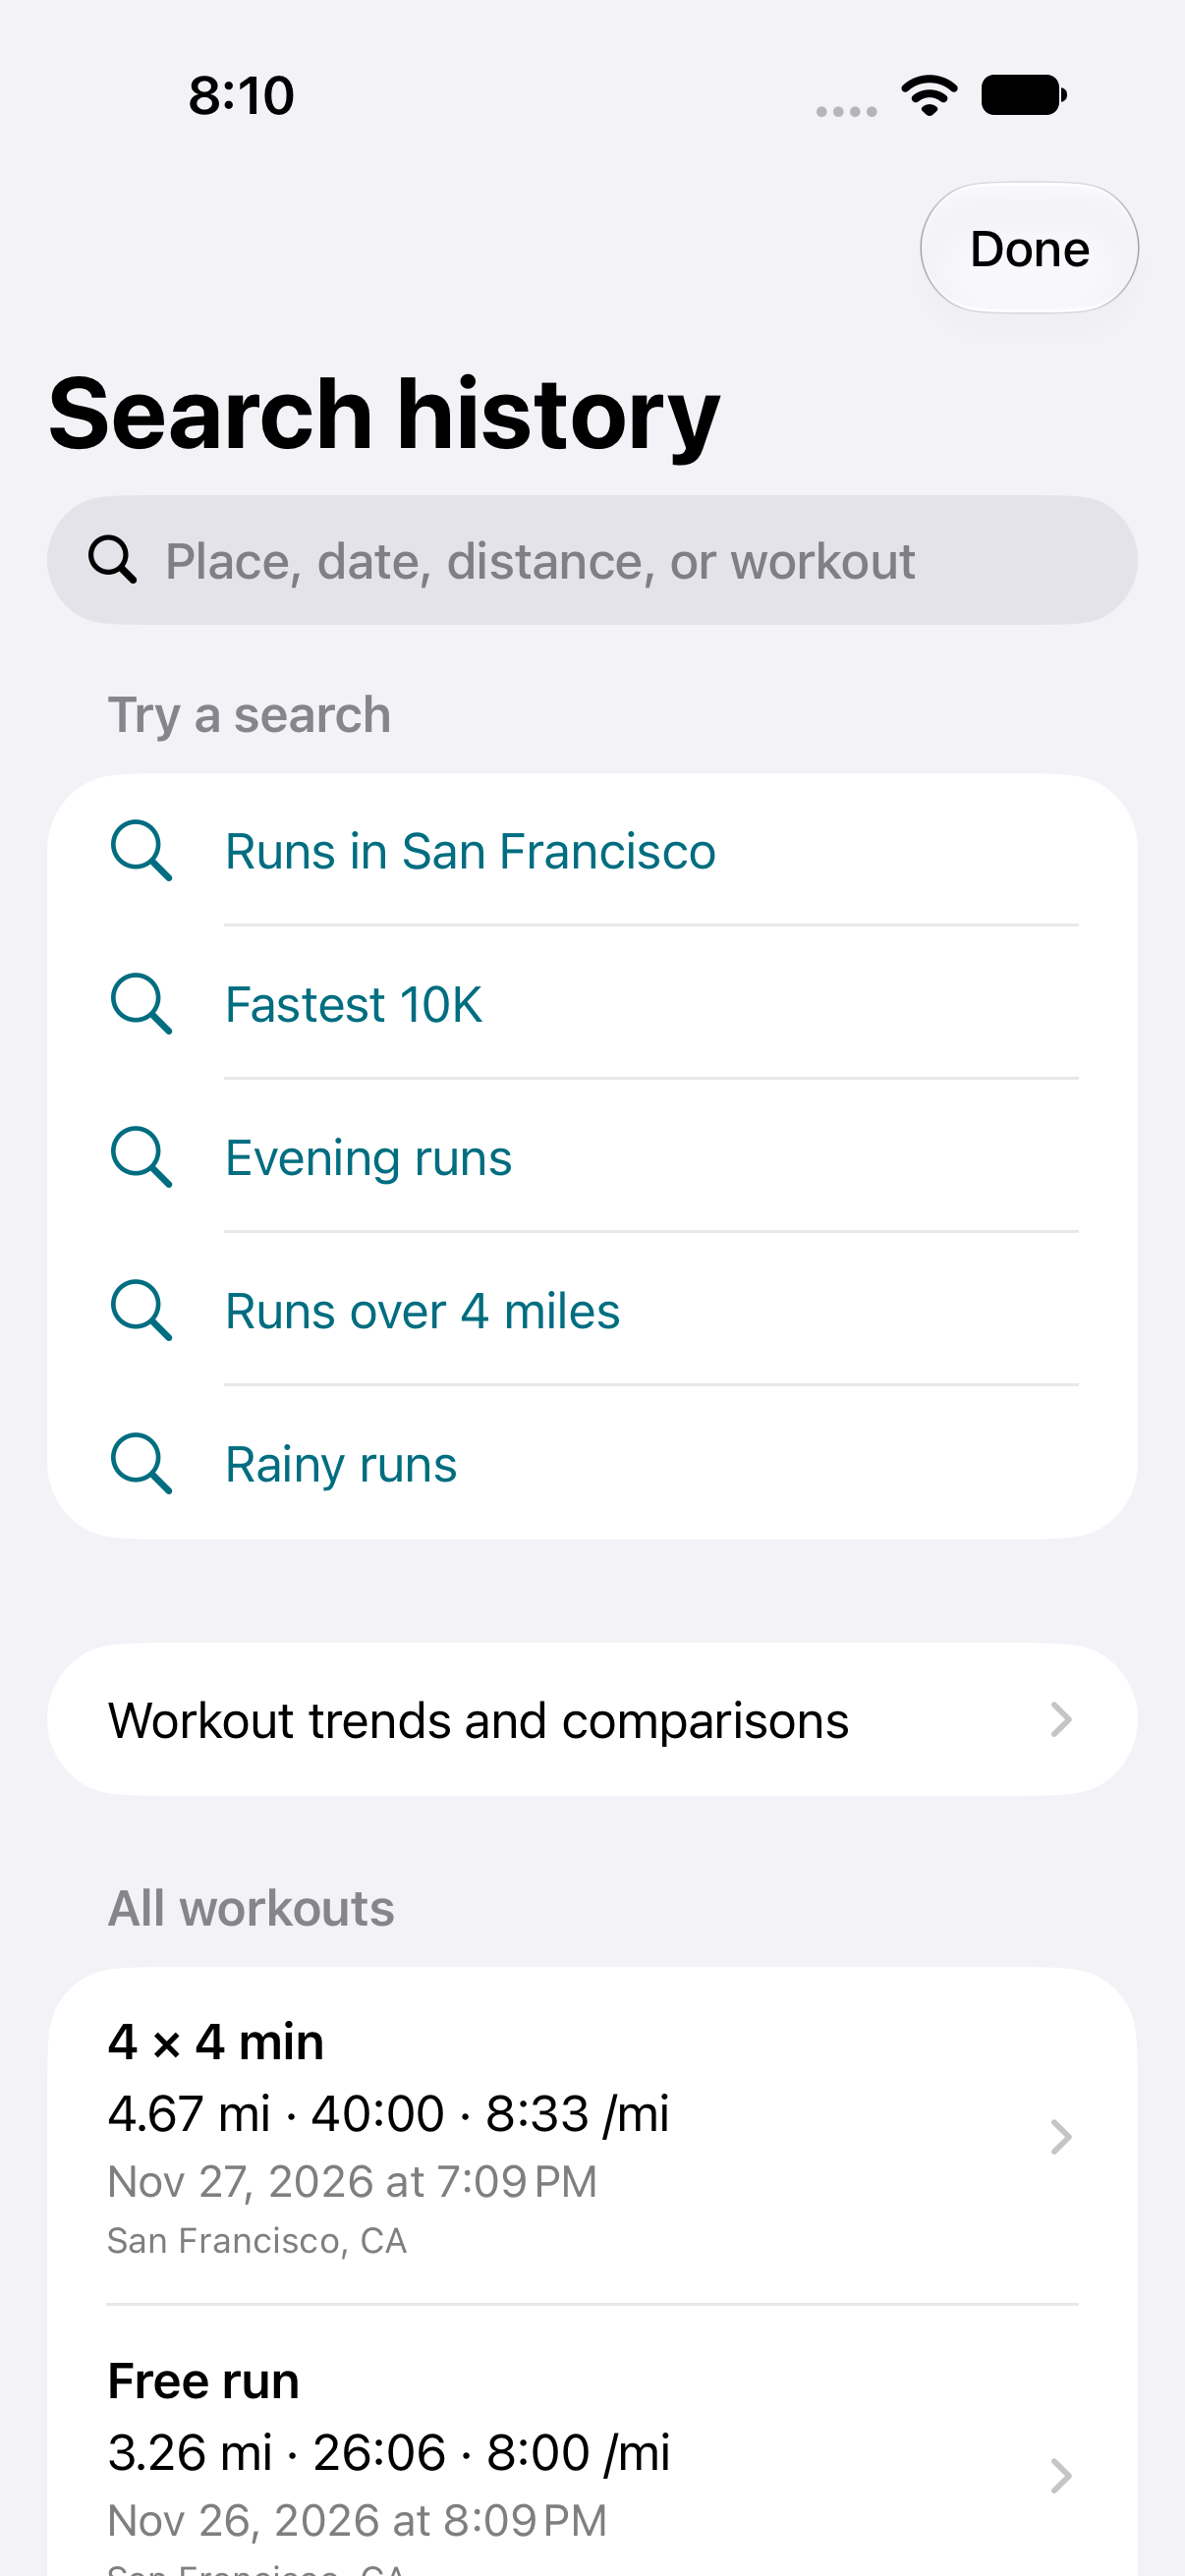 8:10
Done
Search history
Place, date, distance, or workout
Try a search
Runs in San Francisco
Fastest 10K
Evening runs
Runs over 4 miles
Rainy runs
Workout trends and comparisons
All workouts
4 × 4 min
4.67 mi · 40:00 · 8:33 /mi
Nov 27, 2026 at 7:09 PM
San Francisco, CA
Free run
3.26 mi · 26:06 · 8:00 /mi
Nov 26, 2026 at 8:09 PM
San Francisco, CA